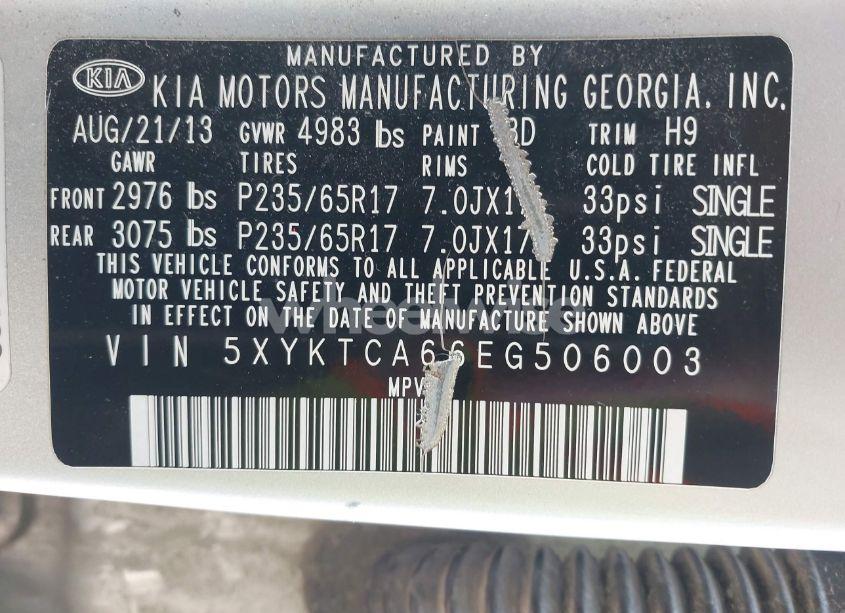 MANUFACTURED BY
KIA KIA MOTORS MANUFACTURING GEORGIA, INC.
AUG/21/13 GVWR 4983 lbs PAINT TRIM H9
GAWR TIRES RIMS COLD TIRE INFL
FRONT 2976 lbs P235/65R17 7.0JX1 33psi SINGLE
REAR 3075 lbs P235/65R17 7.0JX17 33psi SINGLE
THIS VEHICLE CONFORMS TO ALL APPLICABLE U.S.A. FEDERAL
MOTOR VEHICLE SAFETY AND THEFT PREVENTION STANDARDS
IN EFFECT ON THE DATE OF MANUFACTURE SHOWN ABOVE
VIN 5XYKTCA66EG506003
MPV